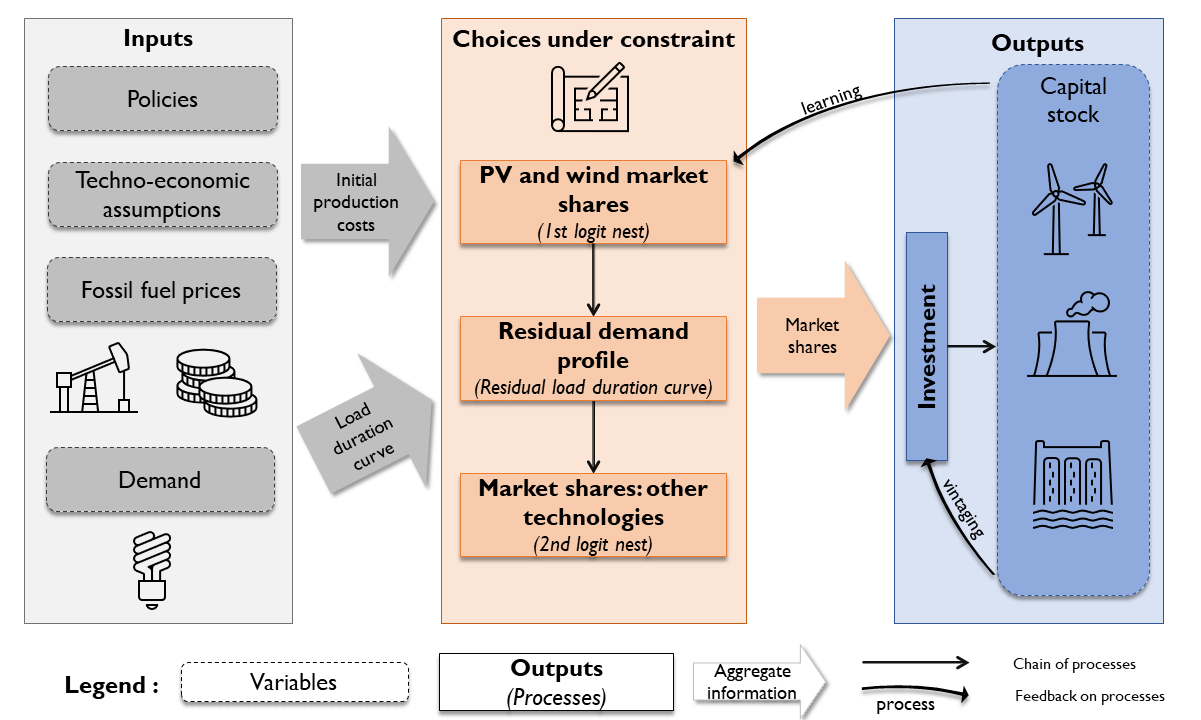 Inputs
Policies
Techno-economic
assumptions
Fossil fuel prices
Demand
Initial
production
costs
Load
duration
curve
Choices under constraint
PV and wind market
shares
(1st logit nest)
Residual demand
profile
(Residual load duration curve)
Market shares: other
technologies
(2nd logit nest)
Market
shares
Outputs
learning
Capital
stock
Investment
vintaging
Legend :
Variables
Outputs
(Processes)
Aggregate
information
process
Chain of processes
Feedback on processes